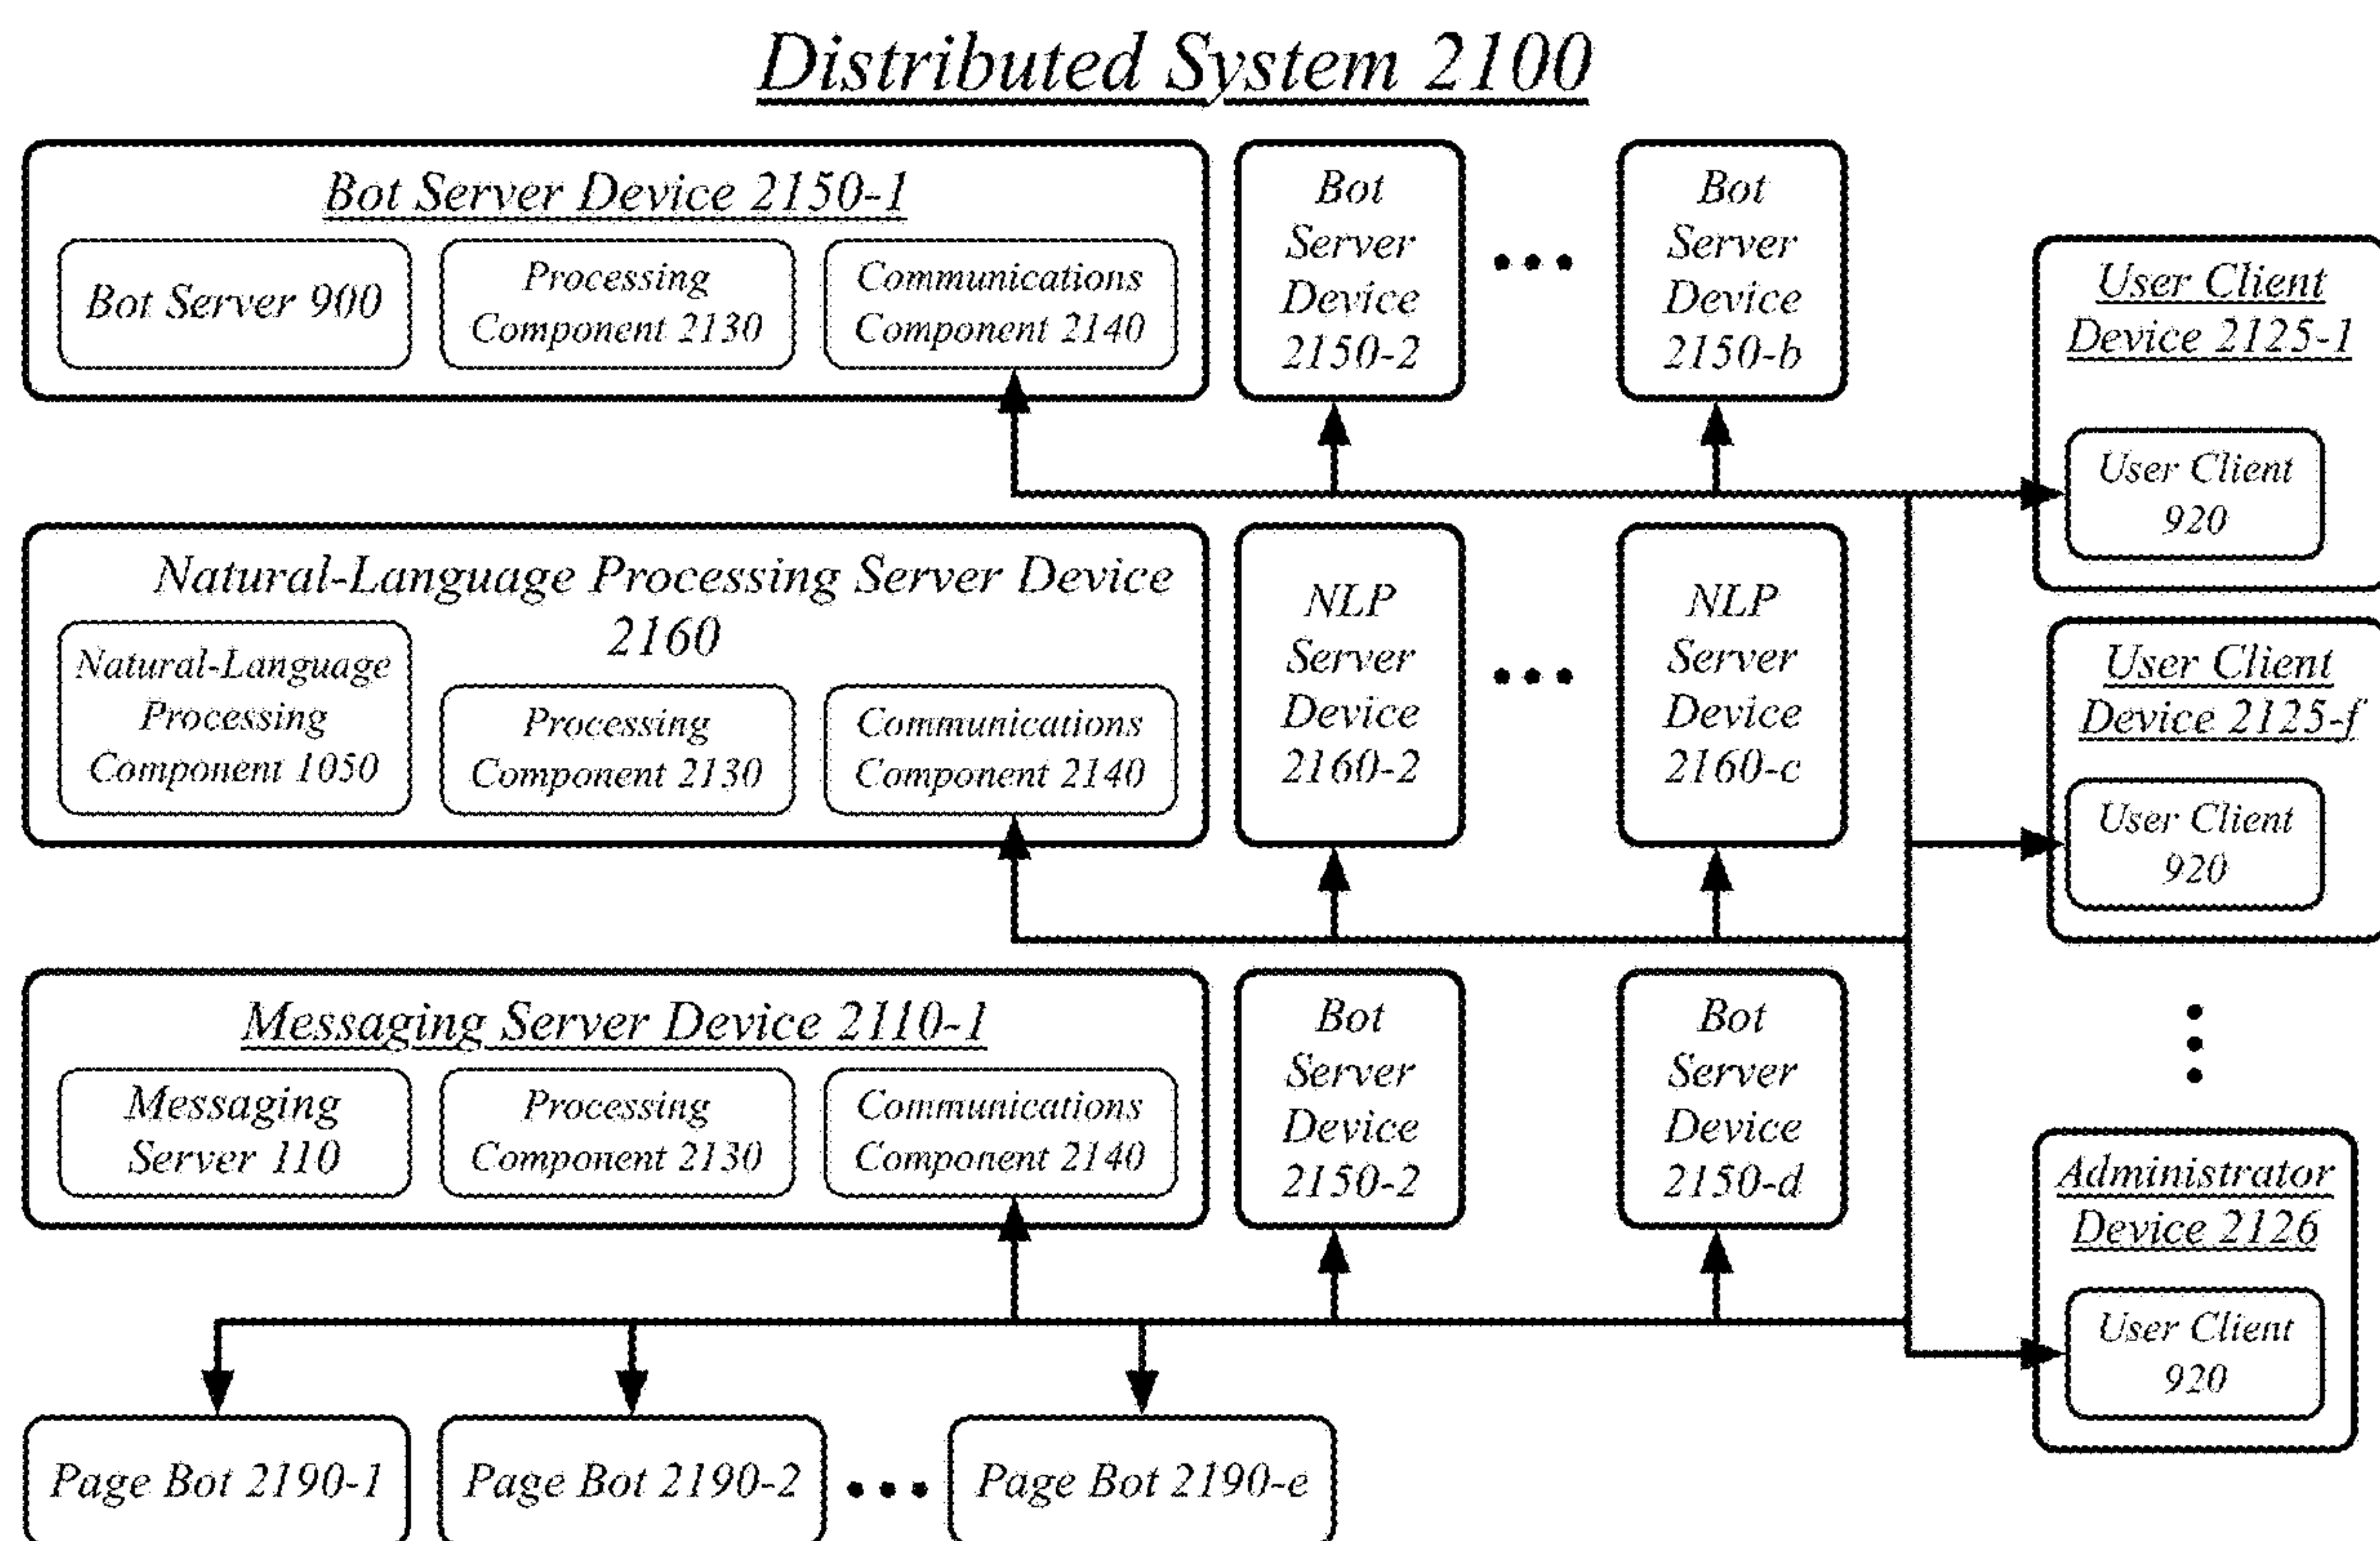 Distributed System 2100
Bot Server Device 2150-1
Bot Server 900
Processing
Component 2130
Communications
Component 2140
Bot
Server
Device
2150-2
Bot
Server
Device
2150-b
User Client
Device 2125-1
User Client
920
Natural-Language Processing Server Device
2160
Natural-Language
Processing
Component 1050
Processing
Component 2130
Communications
Component 2140
NLP
Server
Device
2160-2
NLP
Server
Device
2160-c
User Client
Device 2125-f
User Client
920
Messaging Server Device 2110-1
Messaging
Server 110
Processing
Component 2130
Communications
Component 2140
Bot
Server
Device
2150-2
Bot
Server
Device
2150-d
Administrator
Device 2126
User Client
920
Page Bot 2190-1
Page Bot 2190-2
Page Bot 2190-e